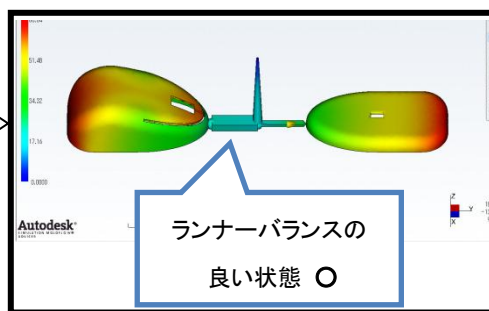 51.48
34.32
17.16
0.0000
Autodesk
ランナーバランスの
良い状態 〇
Z
Y
X